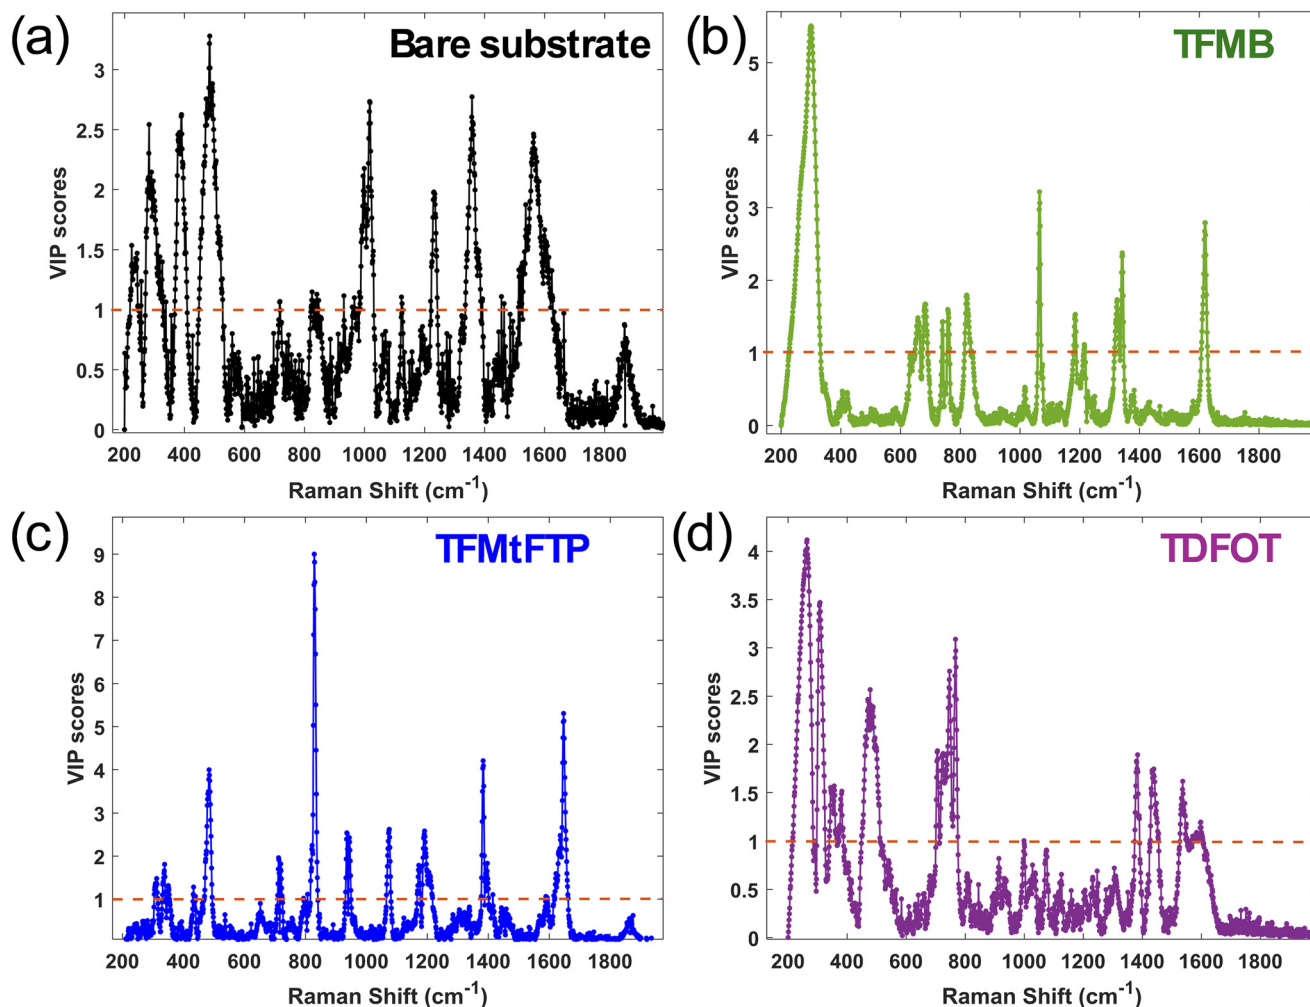 (a)
Bare substrate
VIP scores
3
2.5
2
1.5
1
0.5
0
200 400 600 800 1000 1200 1400 1600 1800
Raman Shift (cm⁻¹)
(b)
TFMB
VIP scores
5
4
3
2
1
0
200 400 600 800 1000 1200 1400 1600 1800
Raman Shift (cm⁻¹)
(c)
TFMtFTP
VIP scores
9
8
7
6
5
4
3
2
1
200 400 600 800 1000 1200 1400 1600 1800
Raman Shift (cm⁻¹)
(d)
TDFOT
VIP scores
4
3.5
3
2.5
2
1.5
1
0.5
0
200 400 600 800 1000 1200 1400 1600 1800
Raman Shift (cm⁻¹)